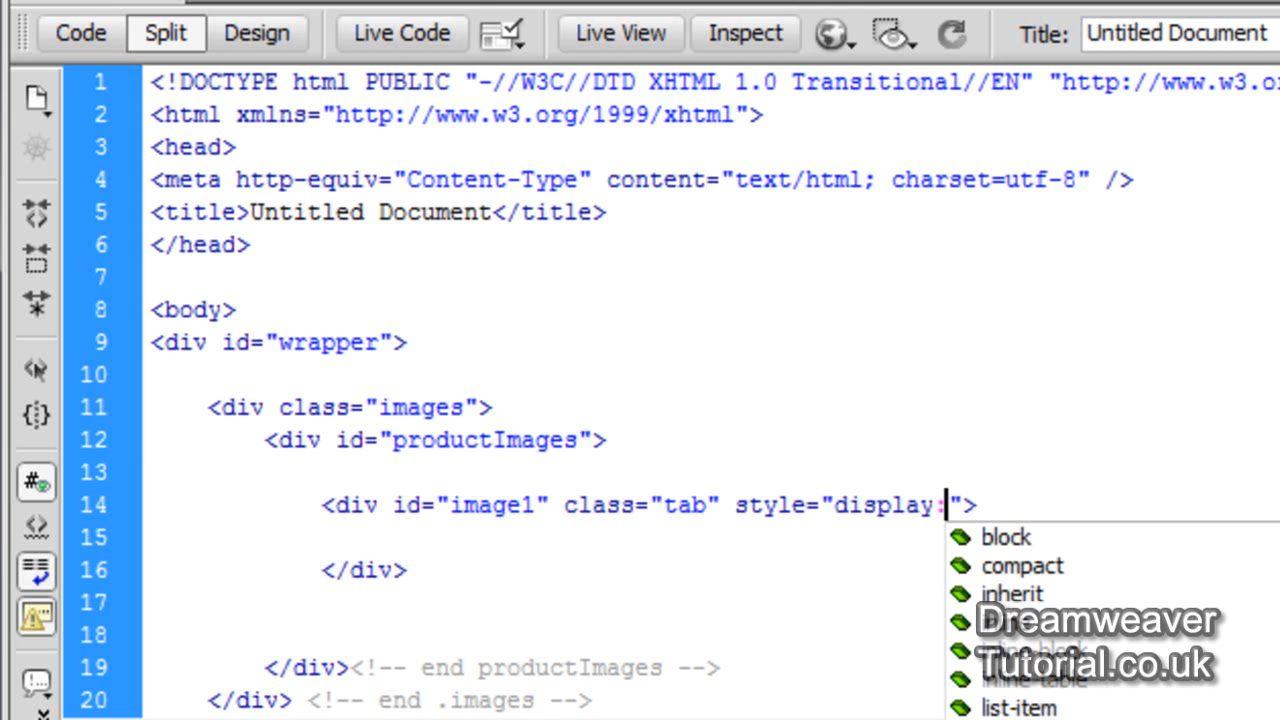 Code Split Design Live Code Live View Inspect Title: Untitled Document
1 <!DOCTYPE html PUBLIC "-//W3C//DTD XHTML 1.0 Transitional//EN" "http://www.w3.o
2 <html xmlns="http://www.w3.org/1999/xhtml">
3 <head>
4 <meta http-equiv="Content-Type" content="text/html; charset=utf-8" />
5 <title>Untitled Document</title>
6 </head>
7
8 <body>
9 <div id="wrapper">
10
11 <div class="images">
12 <div id="productImages">
13
14 <div id="image1" class="tab" style="display:">
15
block
compact
16 </div>
inherit
17
inline
Dreamweaver
18
inline-block
Tutorial.co.uk
19 </div><!-- end productImages -->
inline-table
20 </div> <!-- end .images -->
list-item